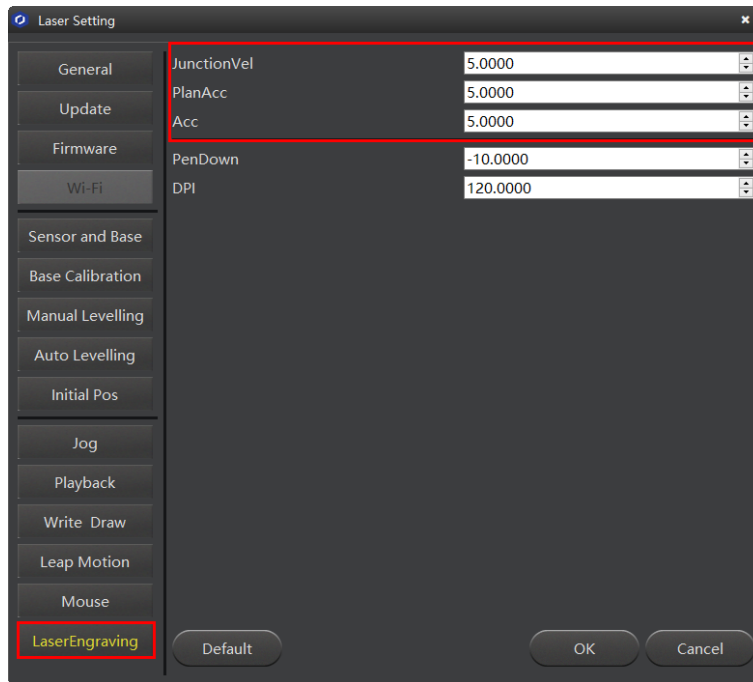 Laser Setting
General
Update
Firmware
Wi-Fi
Sensor and Base
Base Calibration
Manual Levelling
Auto Levelling
Initial Pos
Jog
Playback
Write Draw
Leap Motion
Mouse
LaserEngraving
JunctionVel 5.0000
PlanAcc 5.0000
Acc 5.0000
PenDown -10.0000
DPI 120.0000
Default OK Cancel